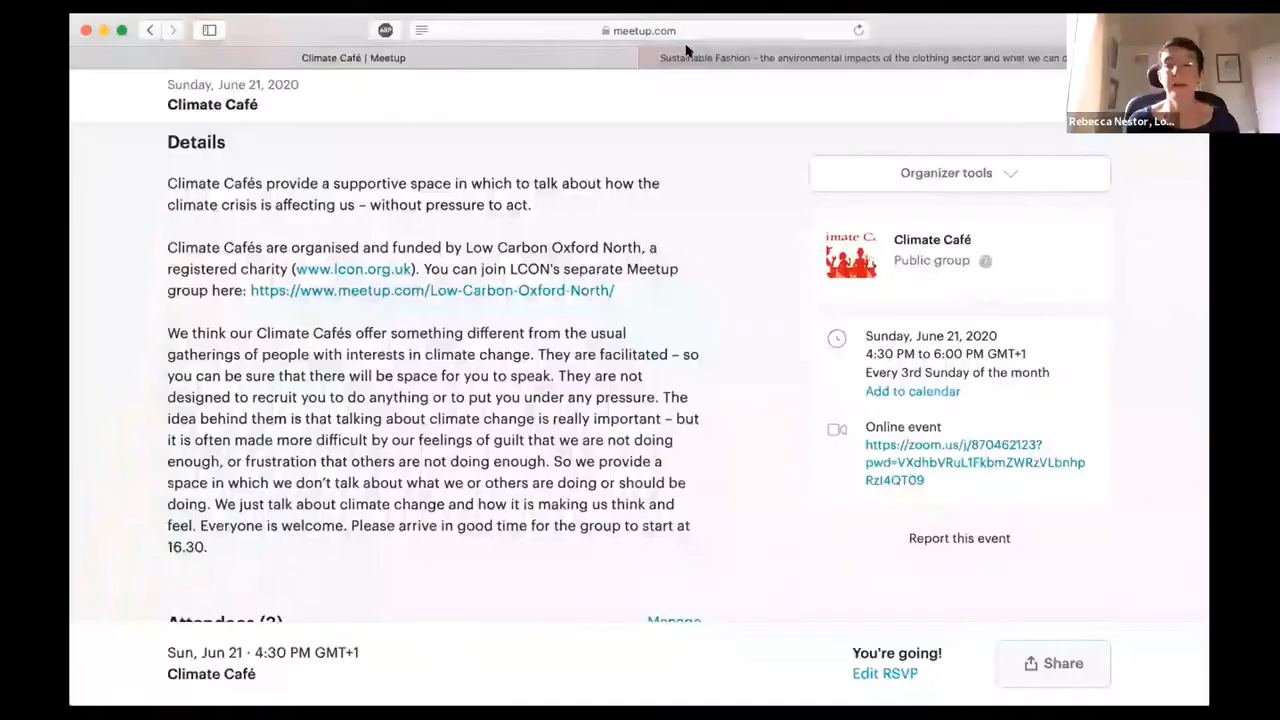 meetup.com
Climate Café | Meetup
Sustainable Fashion - the environmental impacts of the clothing sector and what we can
Rebecca Nestor, Lo...
Sunday, June 21, 2020
Climate Café
Details
Climate Cafés provide a supportive space in which to talk about how the
climate crisis is affecting us – without pressure to act.
Climate Cafés are organised and funded by Low Carbon Oxford North, a
registered charity (www.lcon.org.uk). You can join LCON's separate Meetup
group here: https://www.meetup.com/Low-Carbon-Oxford-North/
We think our Climate Cafés offer something different from the usual
gatherings of people with interests in climate change. They are facilitated – so
you can be sure that there will be space for you to speak. They are not
designed to recruit you to do anything or to put you under any pressure. The
idea behind them is that talking about climate change is really important – but
it is often made more difficult by our feelings of guilt that we are not doing
enough, or frustration that others are not doing enough. So we provide a
space in which we don't talk about what we or others are doing or should be
doing. We just talk about climate change and how it is making us think and
feel. Everyone is welcome. Please arrive in good time for the group to start at
16.30.
Attendees (3)
Manage
Organizer tools
imate C
Climate Café
Public group
Sunday, June 21, 2020
4:30 PM to 6:00 PM GMT+1
Every 3rd Sunday of the month
Add to calendar
Online event
https://zoom.us/j/870462123?
pwd=VXdhbVRuL1FkbmZWRzVLbnhp
RzI4QT09
Report this event
Sun, Jun 21 · 4:30 PM GMT+1
Climate Café
You're going!
Edit RSVP
Share